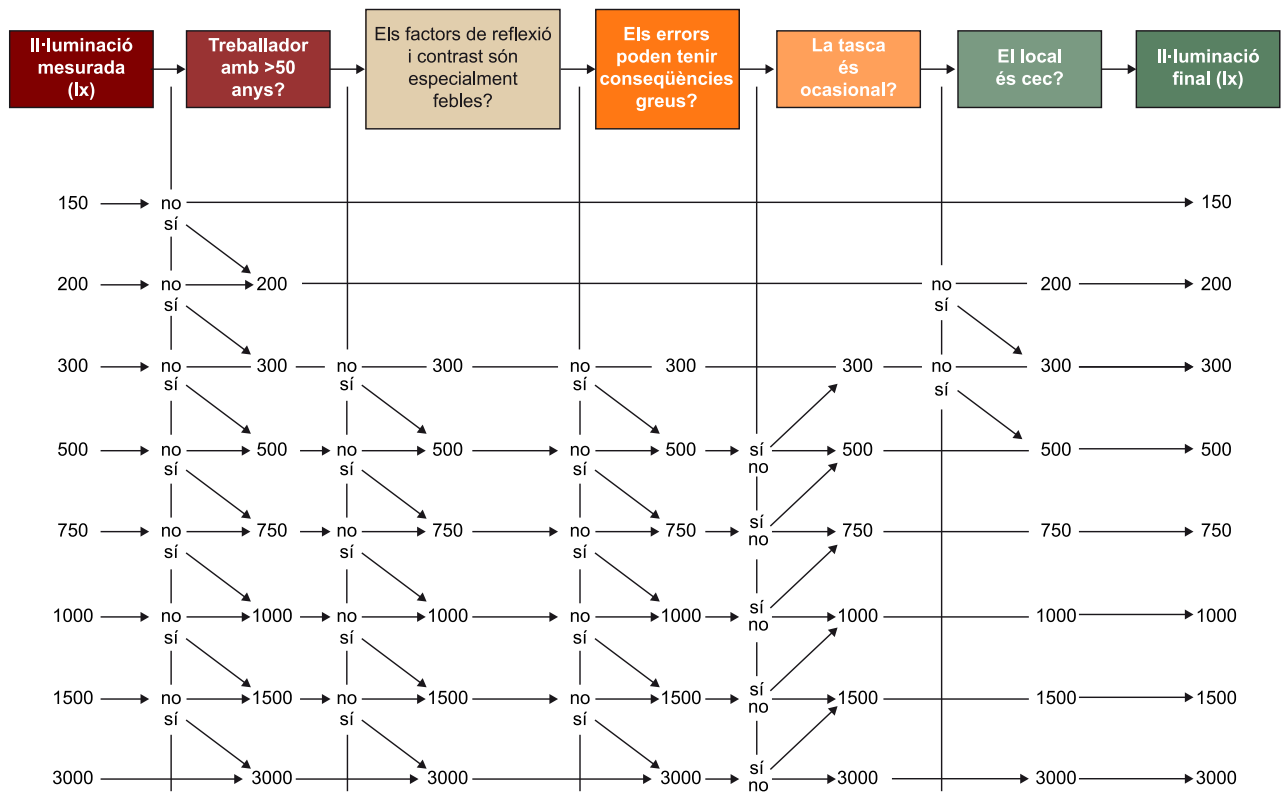 Il·luminació
mesurada
(lx)
Treballador
amb >50
anys?
Els factors de reflexió
i contrast són
especialment
febles?
Els errors
poden tenir
conseqüències
greus?
La tasca
és
ocasional?
El local
és cec?
Il·luminació
final (lx)
150 no 150
sí
200 no 200 no 200 200
sí sí
300 no 300 no 300 no 300 300 no 300 300
sí sí sí sí
500 no 500 no 500 no 500 sí 500 500 500
sí sí sí no
750 no 750 no 750 no 750 sí no 750 750 750
sí sí sí
1000 no 1000 no 1000 no 1000 sí no 1000 1000 1000
sí sí sí
1500 no 1500 no 1500 no 1500 sí no 1500 1500 1500
sí sí sí
3000 3000 3000 3000 sí no 3000 3000 3000